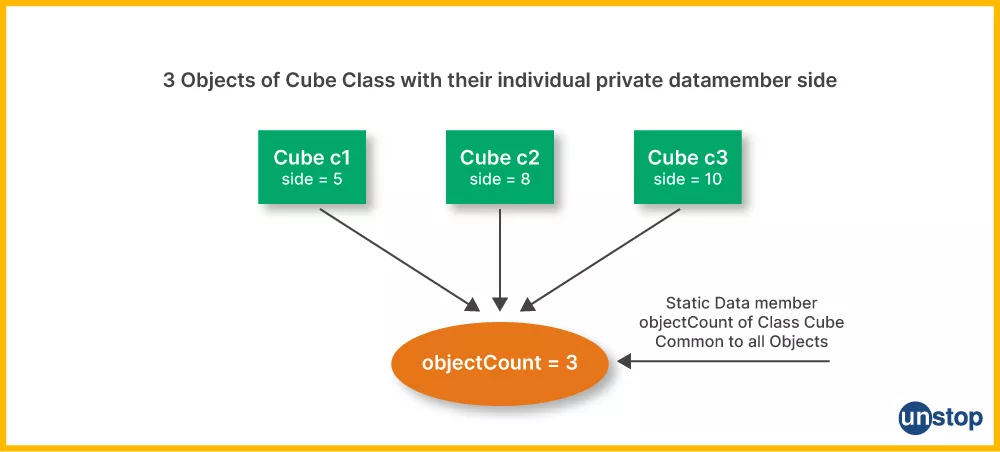 3 Objects of Cube Class with their individual private datamember side
Cube c1
side = 5
Cube c2
side = 8
Cube c3
side = 10
Static Data member
objectCount of Class Cube
Common to all Objects
objectCount = 3
unstop